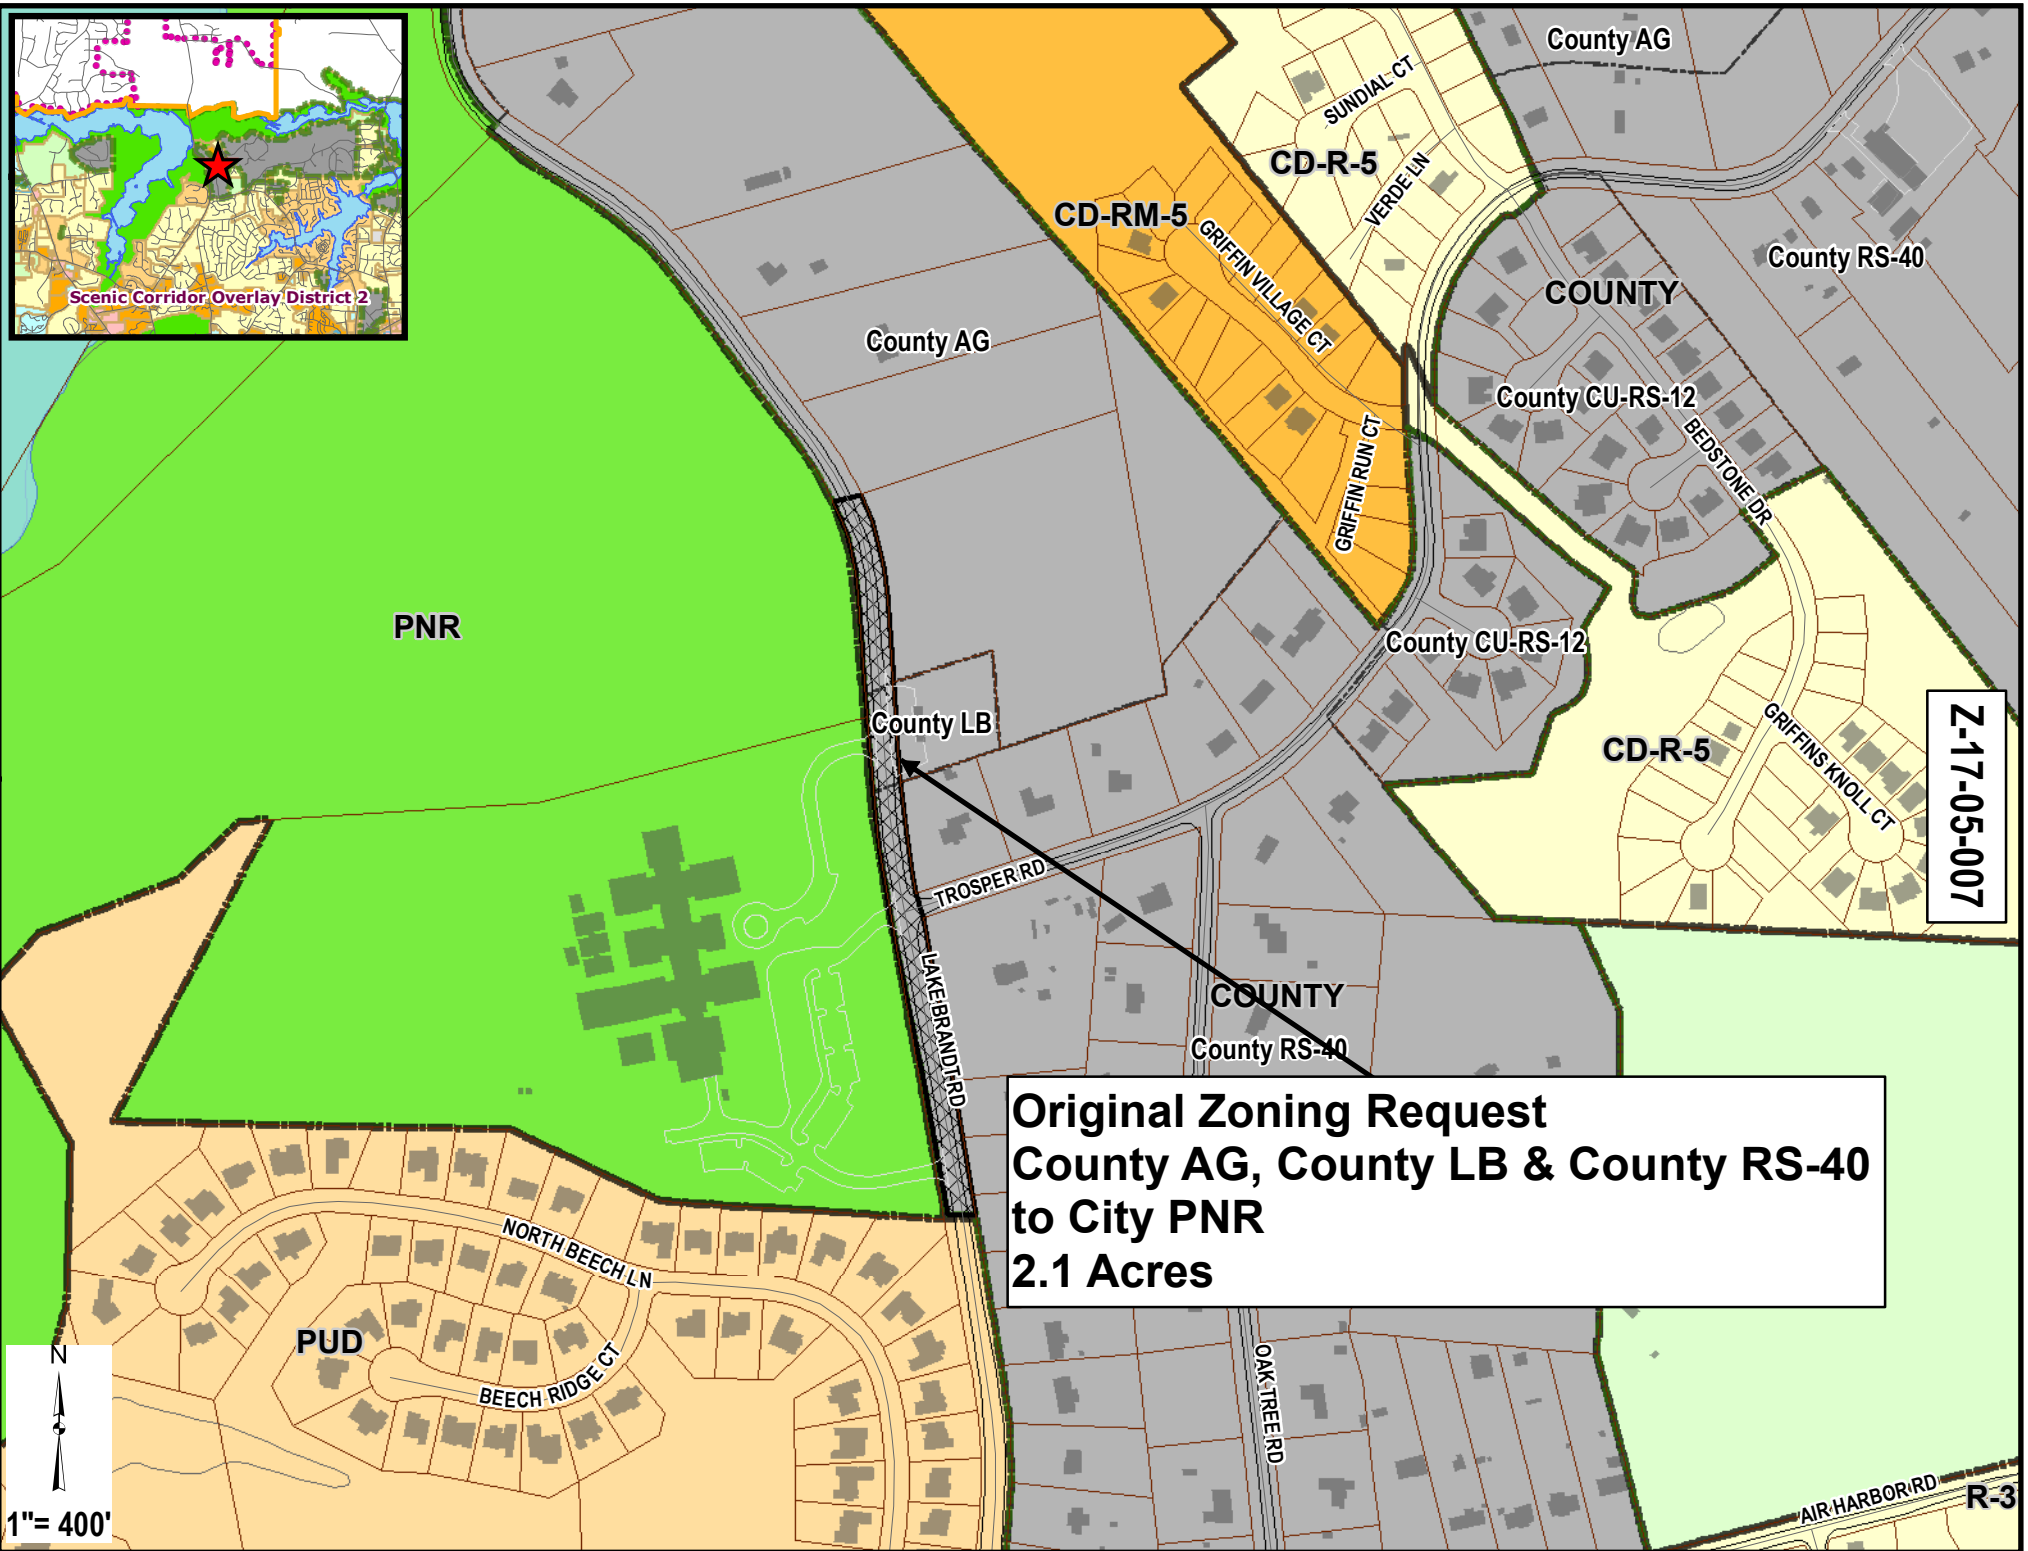 County AG
SUNDIAL CT
CD-R-5
VERDE LN
CD-RM-5
GRIFFIN VILLAGE CT
County RS-40
COUNTY
Scenic Corridor Overlay District 2
County AG
County CU-RS-12
BEDSTONE DR
GRIFFIN RUN CT
PNR
County CU-RS-12
County LB
CD-R-5
GRIFFINS KNOLL CT
Z-17-05-007
TROSPER RD
LAKE BRANDT RD
COUNTY
County RS-40
Original Zoning Request
County AG, County LB & County RS-40
to City PNR
2.1 Acres
NORTH BEECH LN
PUD
BEECH RIDGE CT
OAK TREE RD
N
1"= 400'
AIR HARBOR RD
R-3